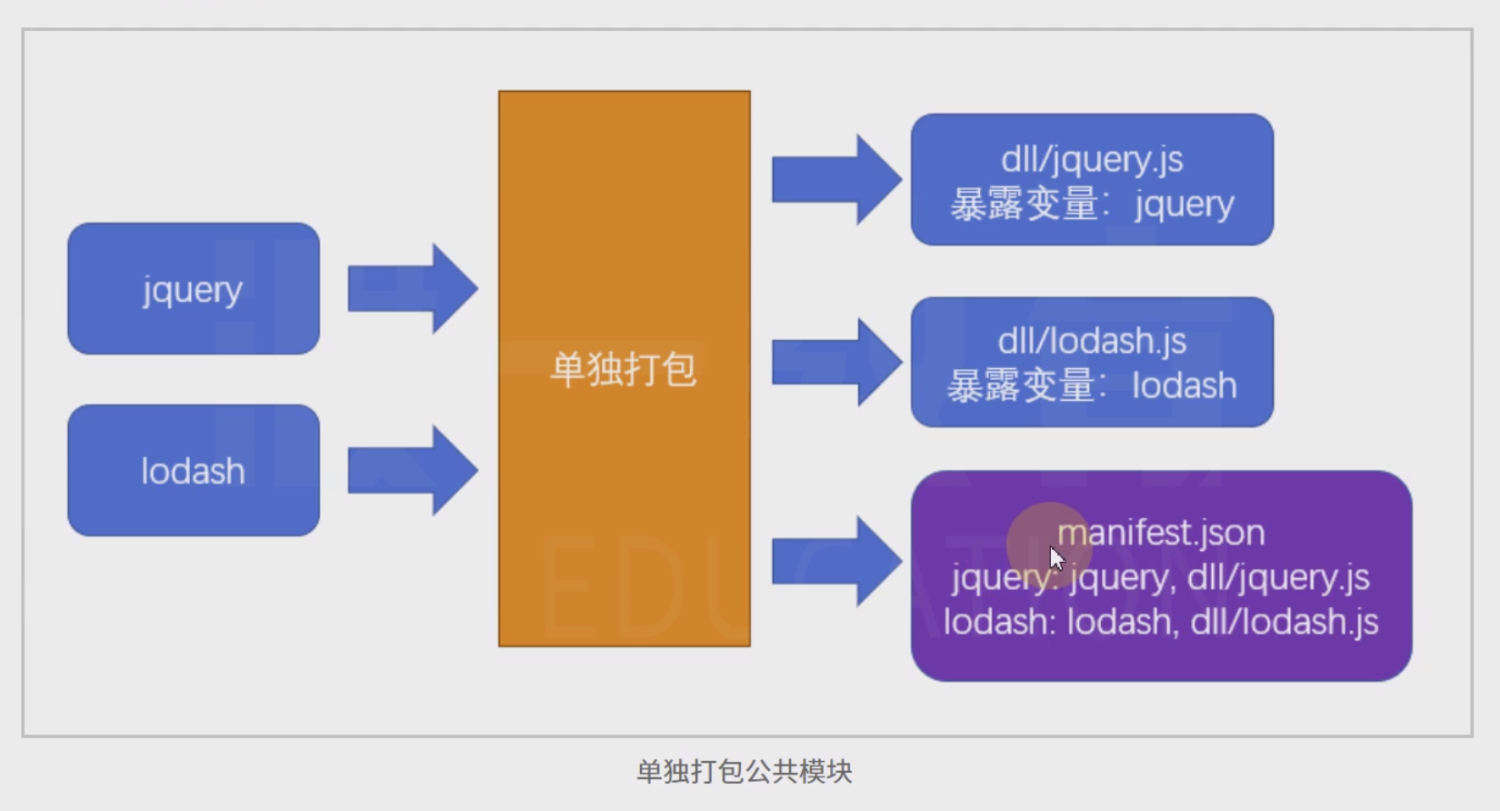 jquery
lodash
单独打包
dll/jquery.js
暴露变量：jquery
dll/lodash.js
暴露变量：lodash
manifest.json
jquery: jquery, dll/jquery.js
lodash: lodash, dll/lodash.js
EDUCATION
单独打包公共模块